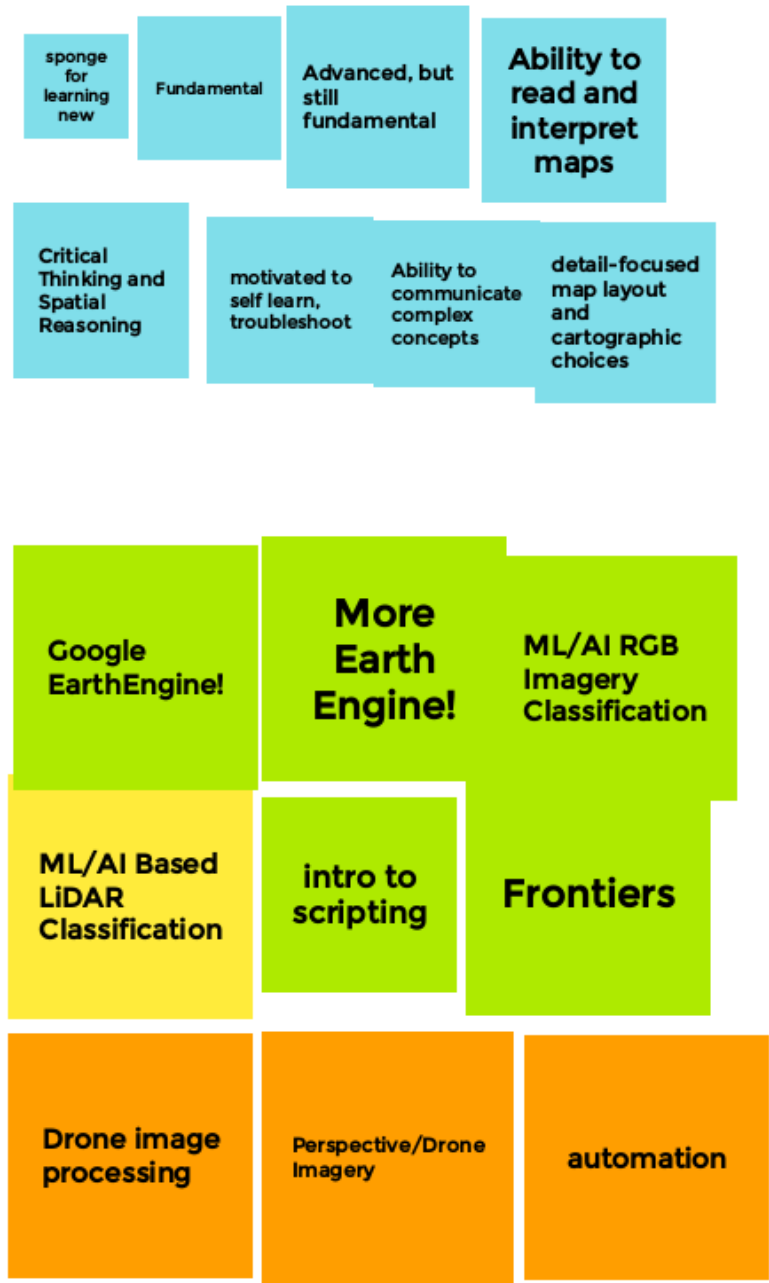 sponge
for
learning
new
Fundamental
Advanced, but
still
fundamental
Ability to
read and
interpret
maps
Critical
Thinking and
Spatial
Reasoning
motivated to
self learn,
troubleshoot
Ability to
communicate
complex
concepts
detail-focused
map layout
and
cartographic
choices
Google
EarthEngine!
More
Earth
Engine!
ML/AI RGB
Imagery
Classification
ML/AI Based
LiDAR
Classification
intro to
scripting
Frontiers
Drone image
processing
Perspective/Drone
Imagery
automation